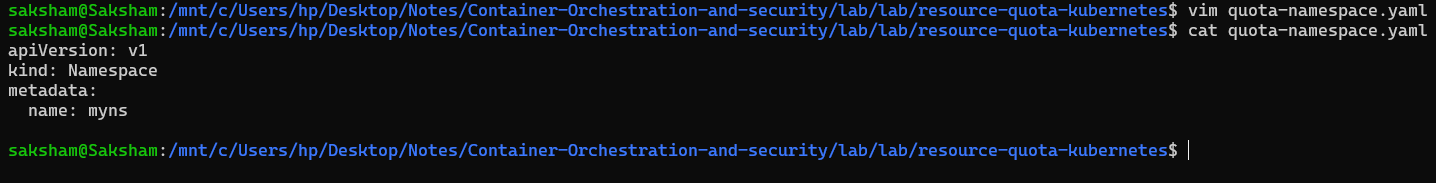 saksham@Saksham:/mnt/c/Users/hp/Desktop/Notes/Container-Orchestration-and-security/lab/lab/resource-quota-kubernetes$ vim quota-namespace.yaml
saksham@Saksham:/mnt/c/Users/hp/Desktop/Notes/Container-Orchestration-and-security/lab/lab/resource-quota-kubernetes$ cat quota-namespace.yaml
apiVersion: v1
kind: Namespace
metadata:
  name: myns
saksham@Saksham:/mnt/c/Users/hp/Desktop/Notes/Container-Orchestration-and-security/lab/lab/resource-quota-kubernetes$